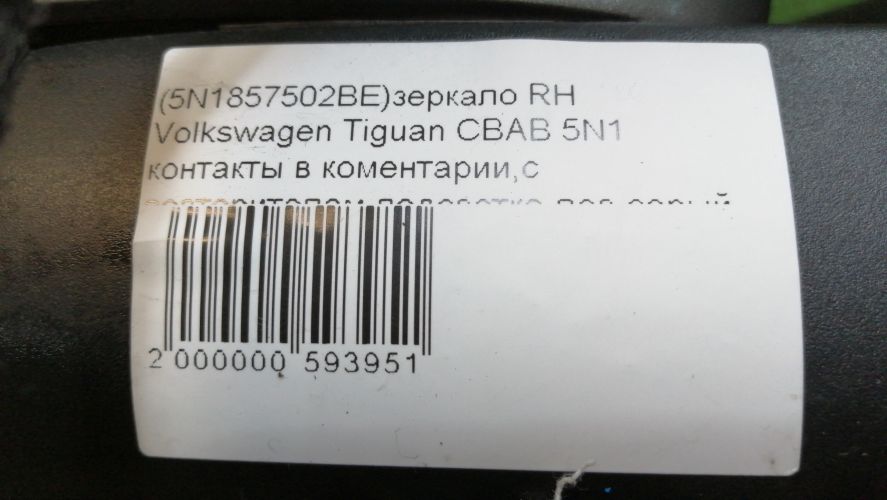 (5N1857502BE)зеркало RH
Volkswagen Tiguan CBAB 5N1
контакты в коментарии,с
2 000000 593951